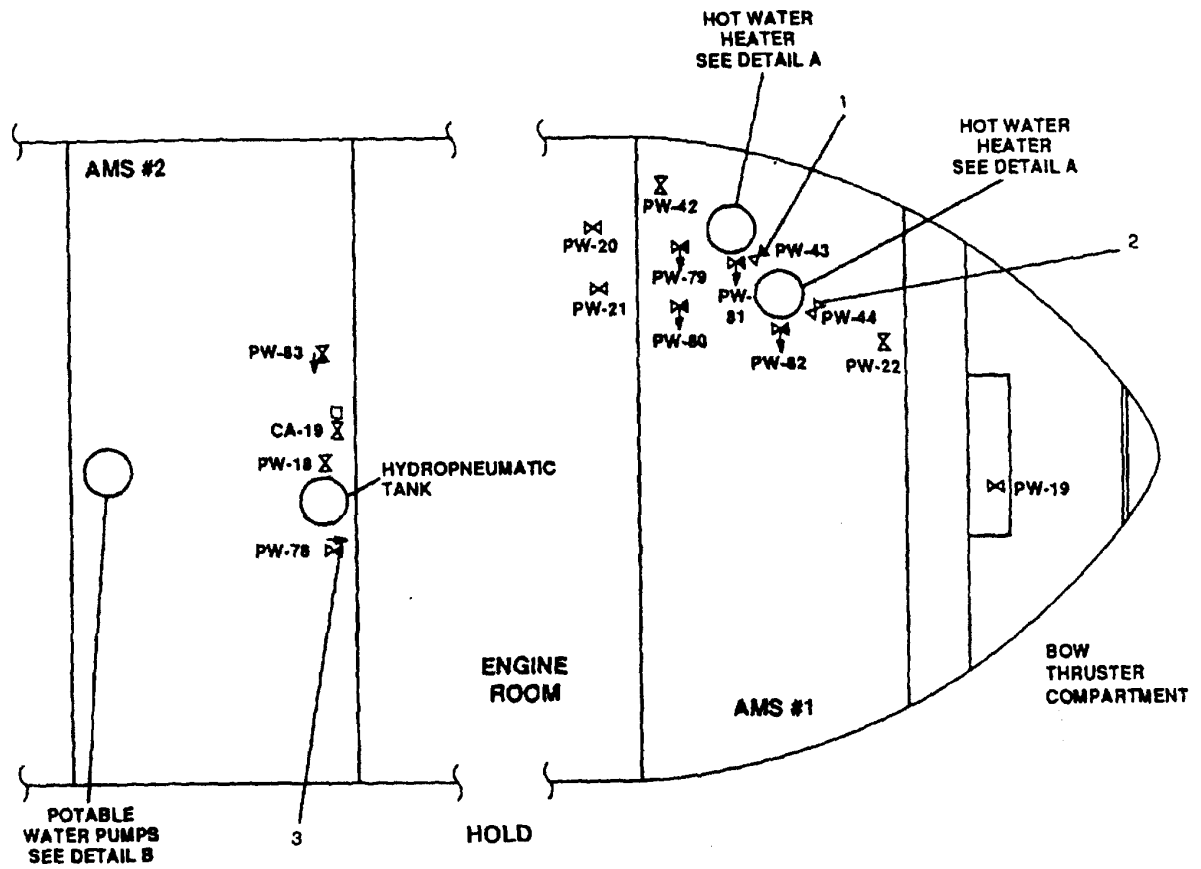 HOT WATER
HEATER
SEE DETAIL A
1
HOT WATER
HEATER
SEE DETAIL A
AMS #2
PW-42
PW-20
PW-43
2
PW-79
PW-21
PW-
81
PW-44
PW-80
PW-82
PW-22
PW-83
CA-19
PW-18
HYDROPNEUMATIC
TANK
PW-19
PW-78
ENGINE
ROOM
BOW
THRUSTER
COMPARTMENT
AMS #1
POTABLE
WATER PUMPS
SEE DETAIL B
3
HOLD